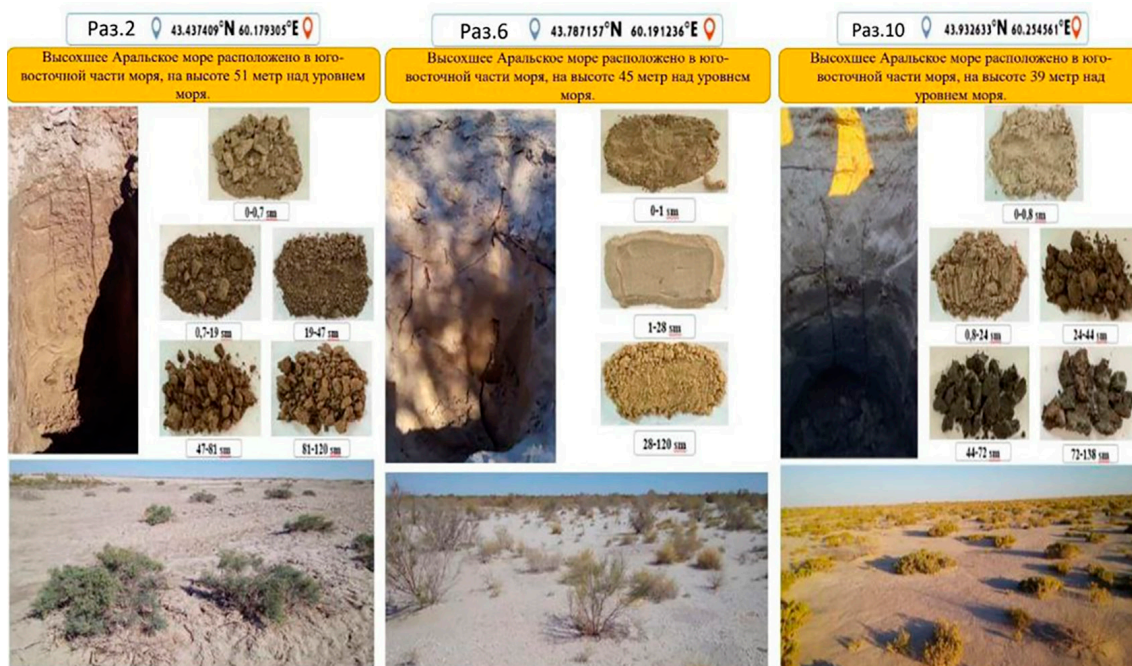 Раз.2 43.437409°N 60.179305°E
Высохшее Аральское море расположено в юго-
восточной части моря, на высоте 51 метр над уровнем
моря.
0-0,7 sm
0,7-19 sm
19-47 sm
47-81 sm
81-120 sm
Раз.6 43.787157°N 60.191236°E
Высохшее Аральское море расположено в юго-
восточной части моря, на высоте 45 метр над уровнем
моря.
0-1 sm
1-28 sm
28-120 sm
Раз.10 43.932633°N 60.254561°E
Высохшее Аральское море расположено в юго-
восточной части моря, на высоте 39 метр над
уровнем моря.
0-0,8 sm
0,8-24 sm
24-44 sm
44-72 sm
72-138 sm